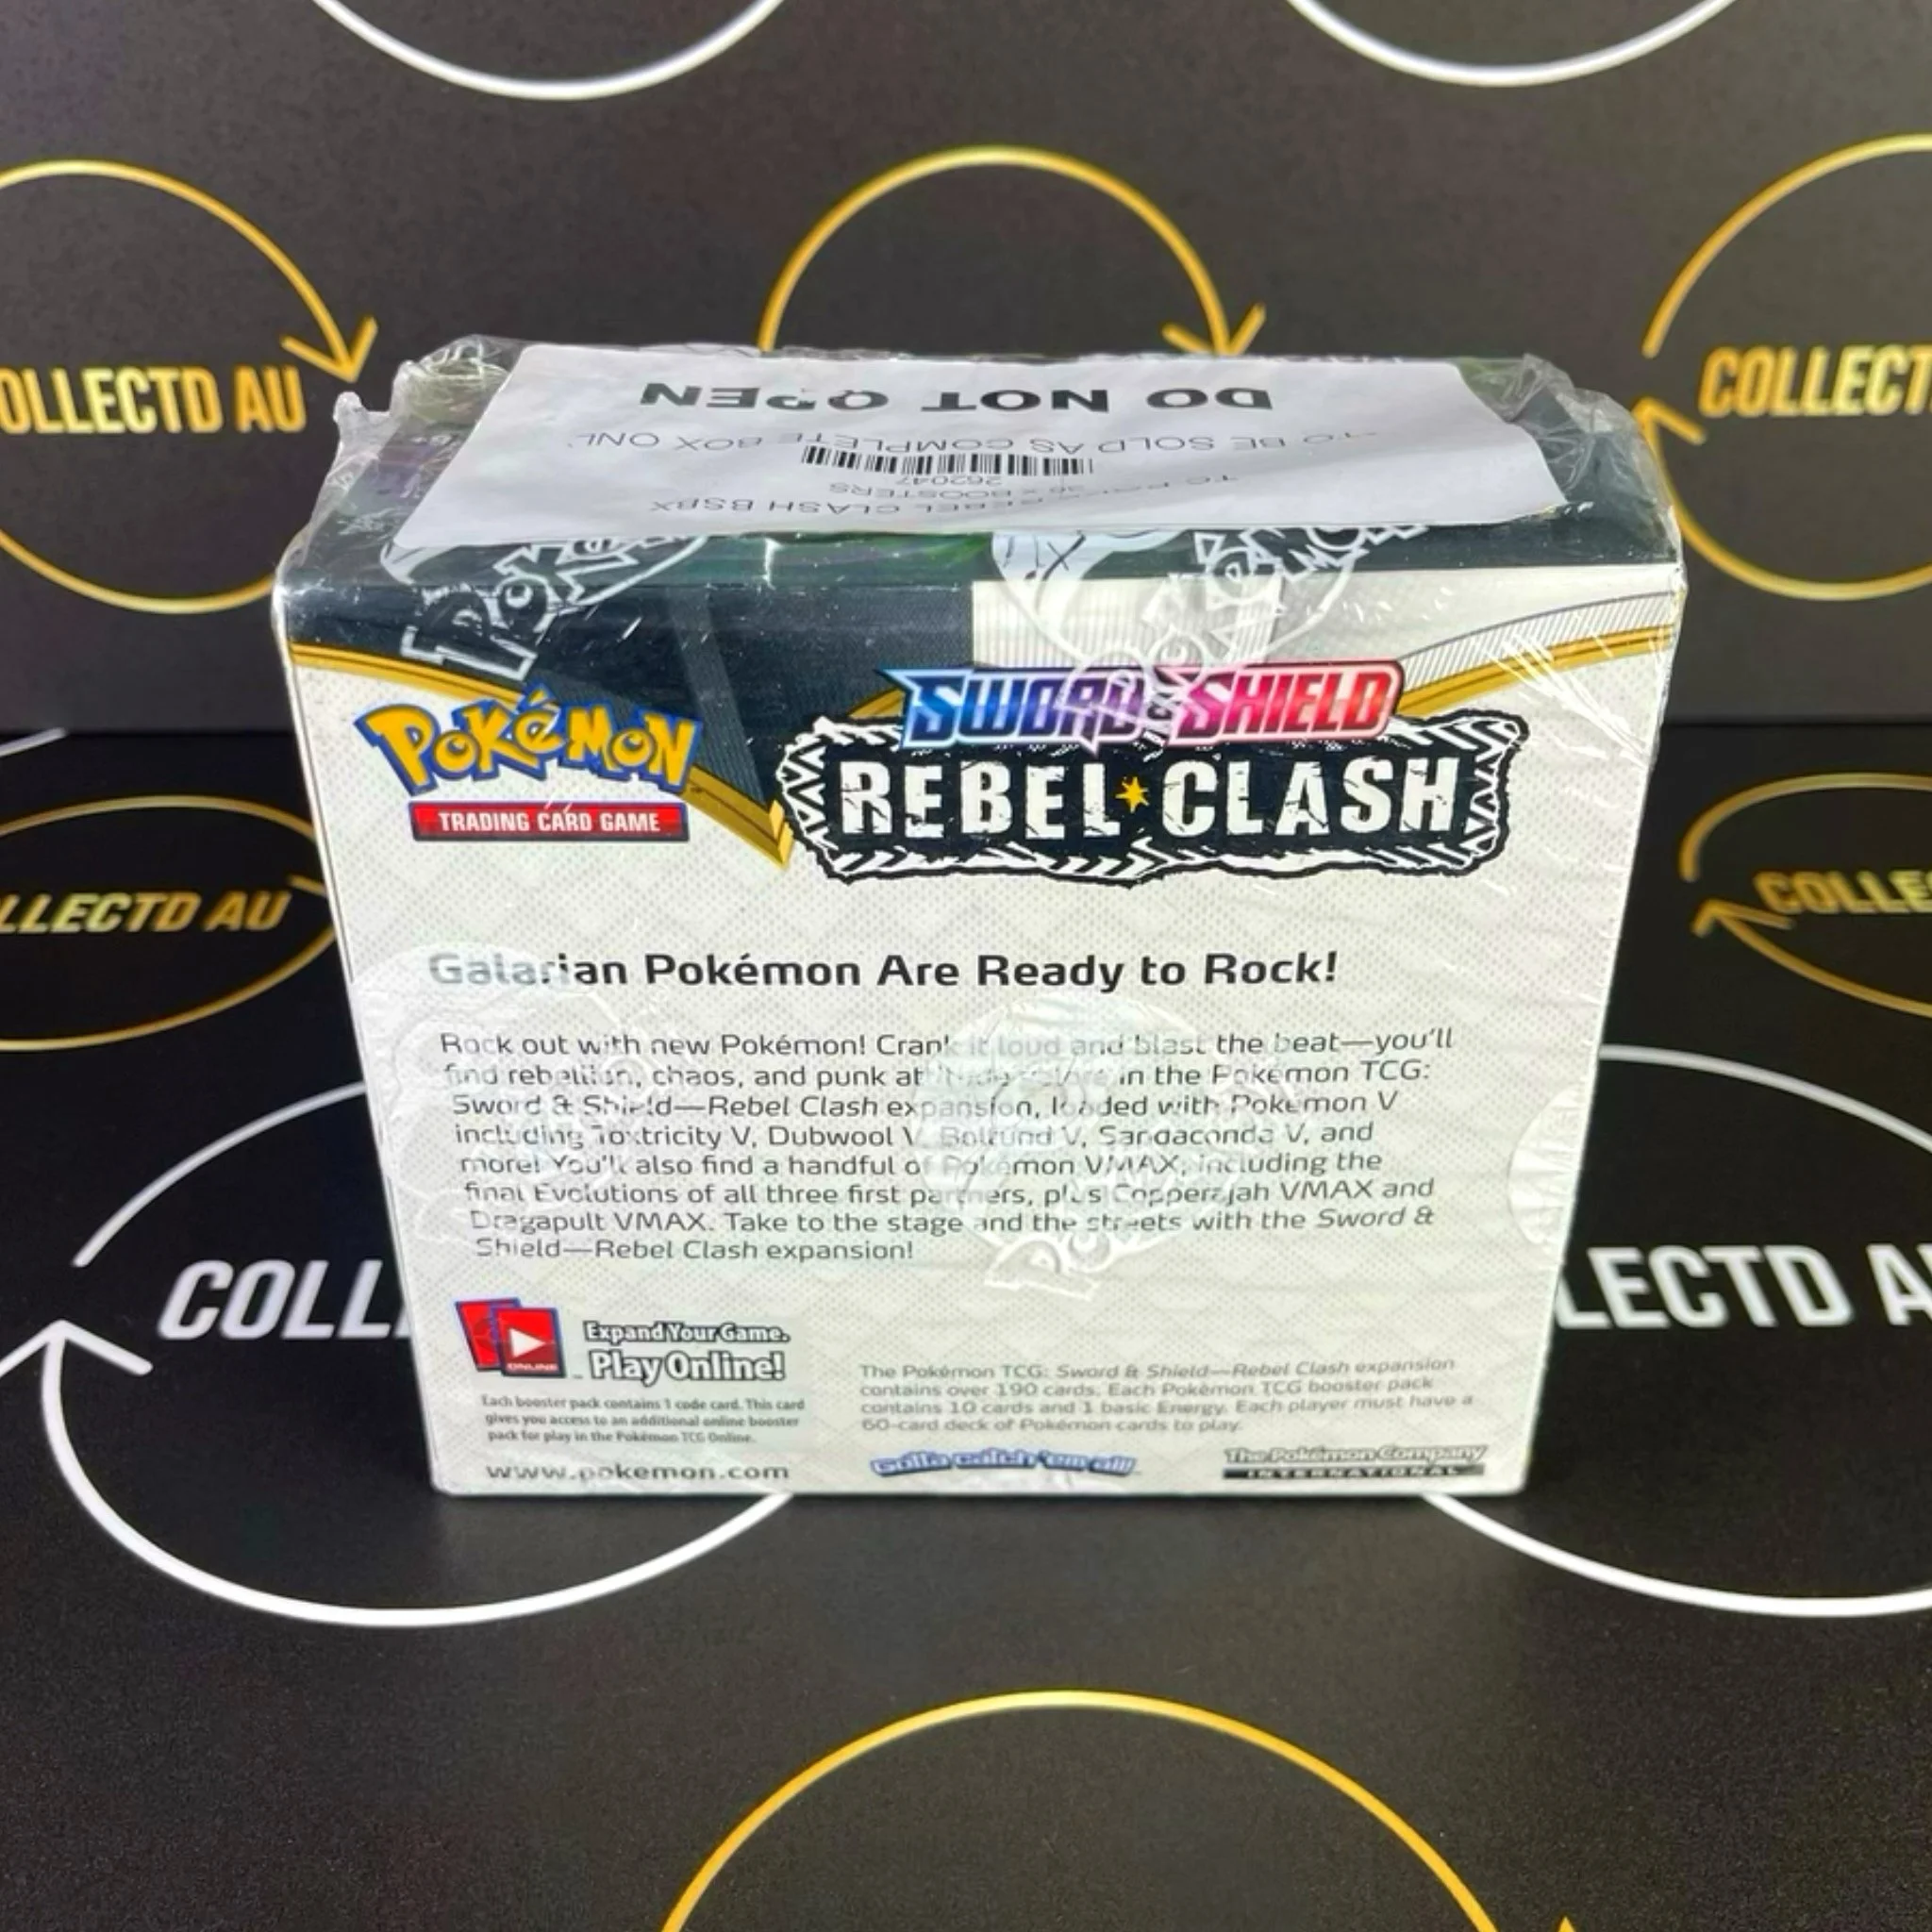 COLLECTD AU
COLLECT
DO NOT OPEN
TO BE SOLD AS COMPLETE BOX ONL
262047
36 x BOOSTERS
REBEL CLASH BSBX
Pokémon
TRADING CARD GAME
SWORD SHIELD
REBEL CLASH
LLECTD AU
COLLE
Galarian Pokémon Are Ready to Rock!
Rock out with new Pokémon! Crank it loud and blast the beat—you'll
find rebellion, chaos, and punk attitude galore in the Pokémon TCG:
Sword & Shield—Rebel Clash expansion, loaded with Pokémon V
including Toxtricity V, Dubwool V, Boltund V, Sandaconda V, and
more! You'll also find a handful of Pokémon VMAX, including the
final Evolutions of all three first partners, plus Copperajah VMAX and
Dragapult VMAX. Take to the stage and the streets with the Sword &
Shield—Rebel Clash expansion!
COLL
LECTD A
ONLINE
Expand Your Game.
Play Online!
Each booster pack contains 1 code card. This card
gives you access to an additional online booster
pack for play in the Pokémon TCG Online.
www.pokemon.com
The Pokémon TCG: Sword & Shield—Rebel Clash expansion
contains over 190 cards. Each Pokémon TCG booster pack
contains 10 cards and 1 basic Energy. Each player must have a
60-card deck of Pokémon cards to play.
Gotta catch 'em all!
The Pokémon Company
INTERNATIONAL